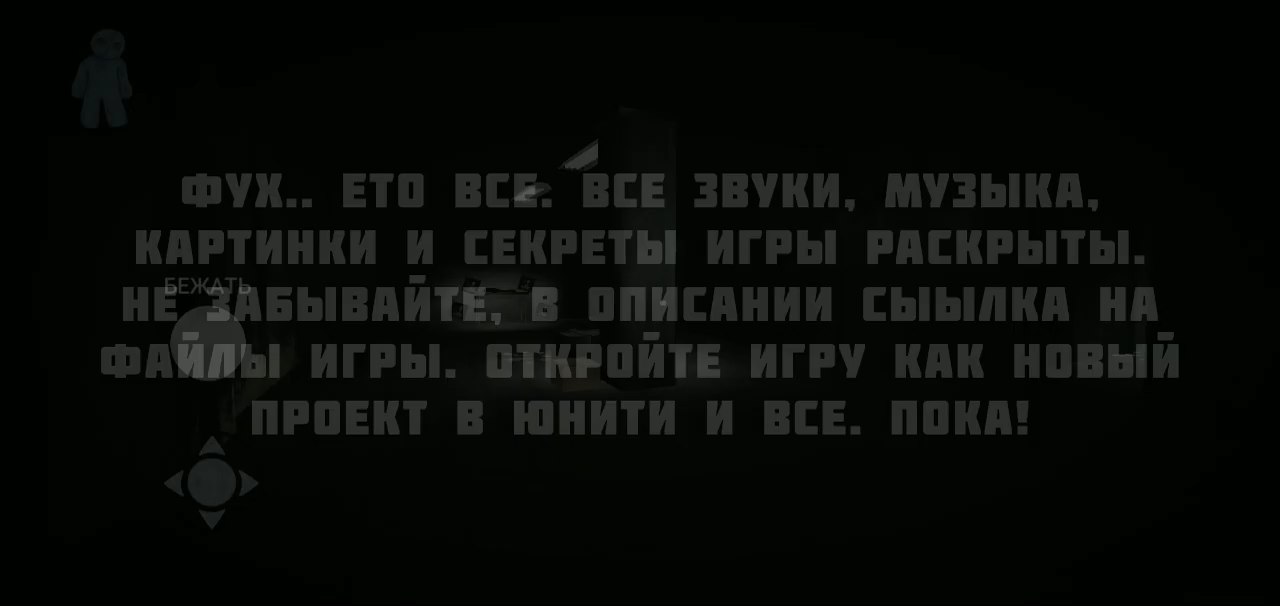 ФУХ.. ЕТО ВСЕ. ВСЕ ЗВУКИ, МУЗЫКА,
КАРТИНКИ И СЕКРЕТЫ ИГРЫ РАСКРЫТЫ.
БЕЖАТЬ
НЕ ЗАБЫВАЙТЕ, В ОПИСАНИИ СЫЫЛКА НА
ФАЙЛЫ ИГРЫ. ОТКРОЙТЕ ИГРУ КАК НОВЫЙ
ПРОЕКТ В ЮНИТИ И ВСЕ. ПОКА!